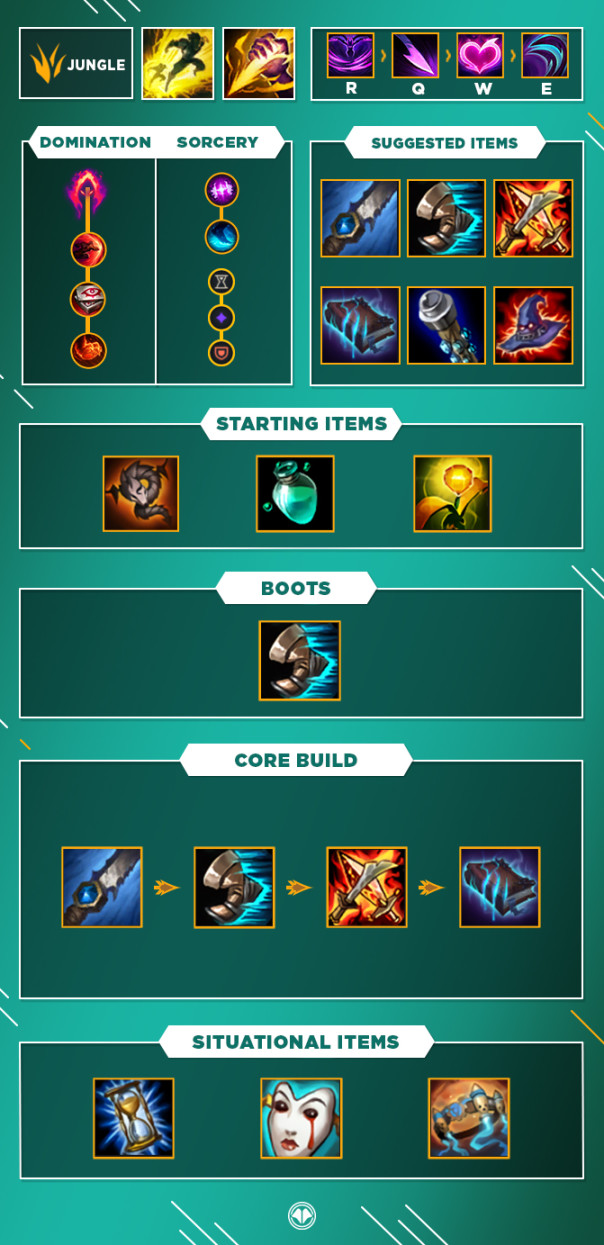 JUNGLE
R Q W E
DOMINATION SORCERY
SUGGESTED ITEMS
STARTING ITEMS
BOOTS
CORE BUILD
SITUATIONAL ITEMS